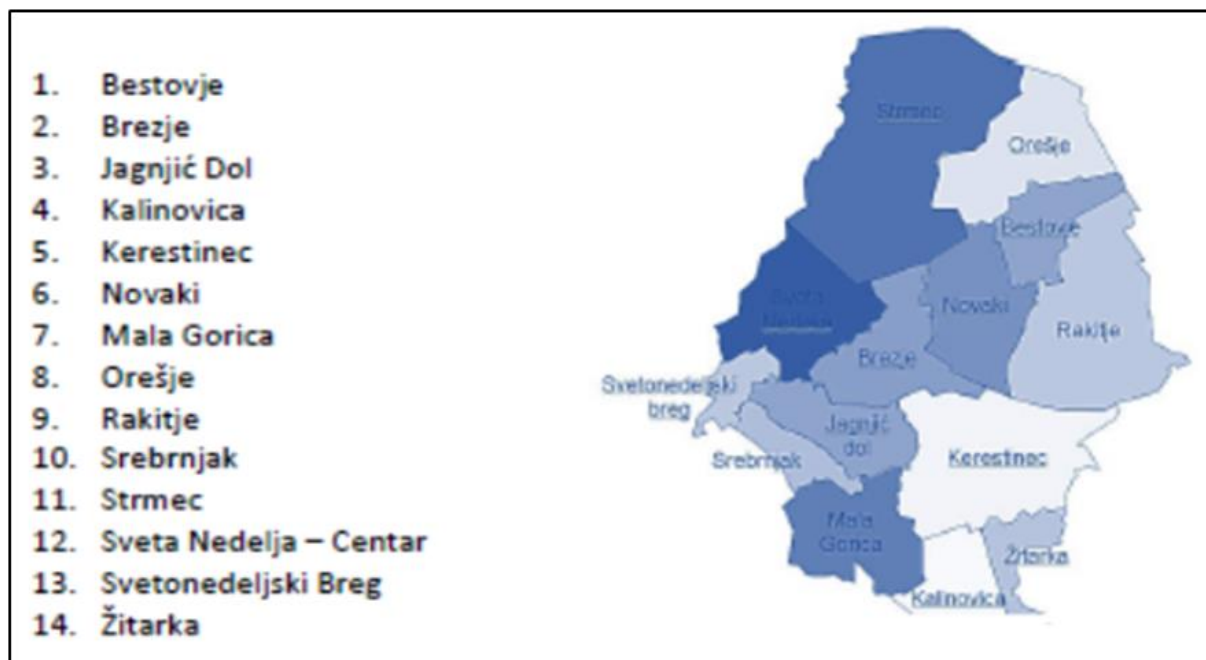 1. Bestovje
2. Brezje
3. Jagnjić Dol
4. Kalinovica
5. Kerestinec
6. Novaki
7. Mala Gorica
8. Orešje
9. Rakitje
10. Srebrnjak
11. Strmec
12. Sveta Nedelja – Centar
13. Svetonedeljski Breg
14. Žitarka
Strmec
Orešje
Bestovje
Sveta
Nedelja
Novaki
Rakitje
Brezje
Svetonedeljski
breg
Jagnjić
dol
Srebrnjak
Kerestinec
Mala
Gorica
Žitarka
Kalinovica